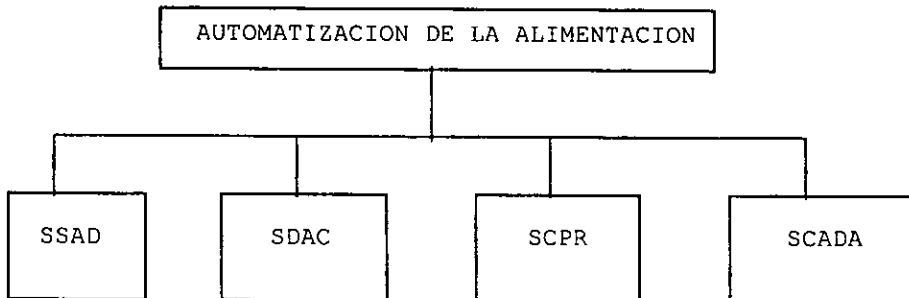 AUTOMATIZACION DE LA ALIMENTACION
SSAD
SDAC
SCPR
SCADA